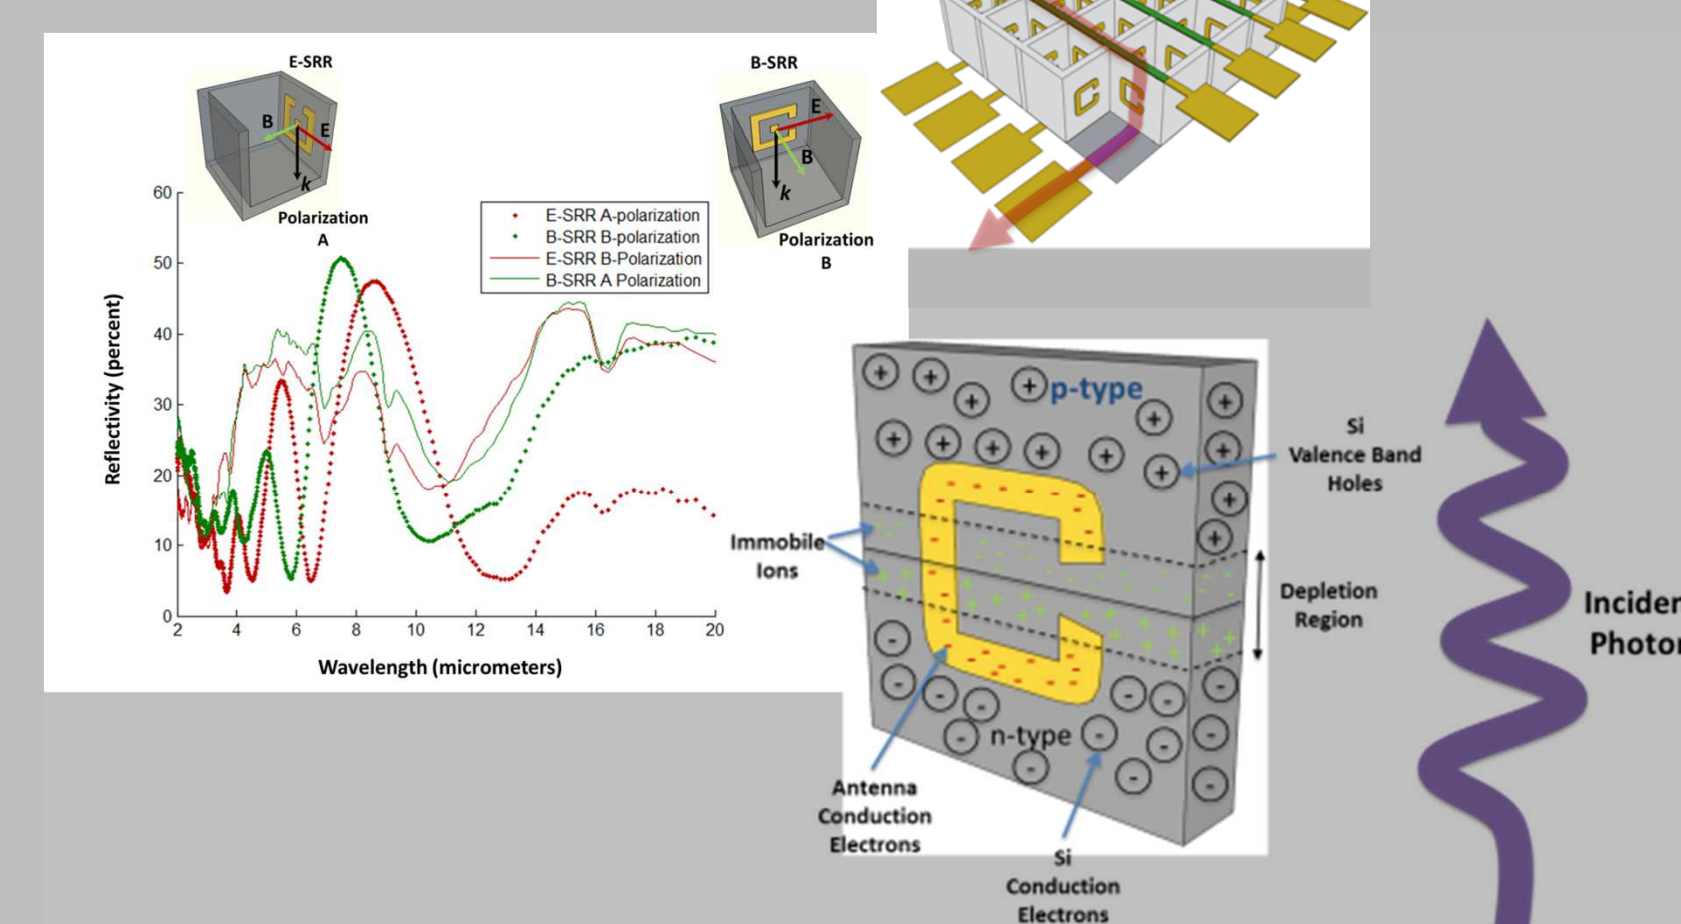 E-SRR
B
E
k
Polarization
A
B-SRR
E
B
k
Polarization
B
E-SRR A-polarization
B-SRR B-polarization
E-SRR B-Polarization
B-SRR A Polarization
Reflectivity (percent)
60
50
40
30
20
10
0
2 4 6 8 10 12 14 16 18 20
Wavelength (micrometers)
p-type
Si
Valence Band
Holes
Immobile
Ions
Depletion
Region
n-type
Antenna
Conduction
Electrons
Si
Conduction
Electrons